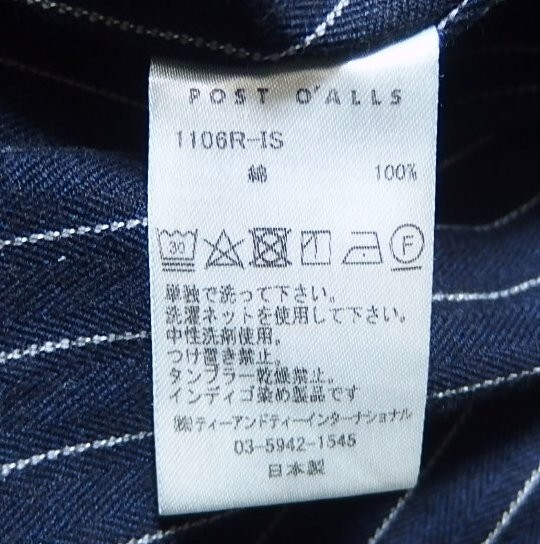 POST O'ALLS
1106R-IS
綿 100%
30 F
単独で洗って下さい。
洗濯ネットを使用して下さい。
中性洗剤使用。
つけ置き禁止。
タンブラー乾燥禁止。
インディゴ染め製品です
㈱ティーアンドティーインターナショナル
03-5942-1545
日本製